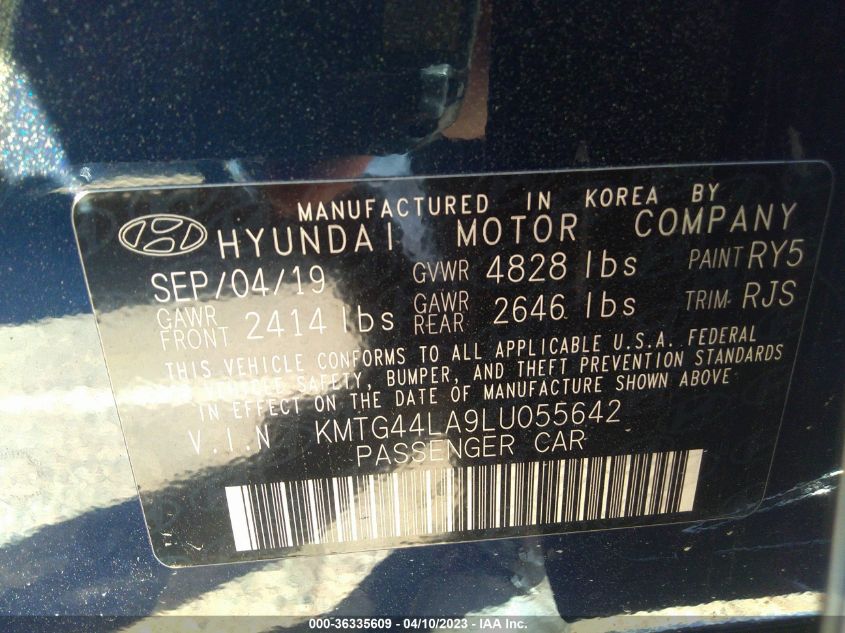 MANUFACTURED IN KOREA BY
HYUNDAI MOTOR COMPANY
SEP/04/19 GVWR 4828 lbs PAINT RY5
GAWR FRONT 2414 lbs GAWR REAR 2646 lbs TRIM RJS
THIS VEHICLE CONFORMS TO ALL APPLICABLE U.S.A. FEDERAL
VEHICLE SAFETY, BUMPER, AND THEFT PREVENTION STANDARDS
IN EFFECT ON THE DATE OF MANUFACTURE SHOWN ABOVE
V.I.N KMTG44LA9LU055642
PASSENGER CAR
000-36335609 - 04/10/2023 - IAA Inc.